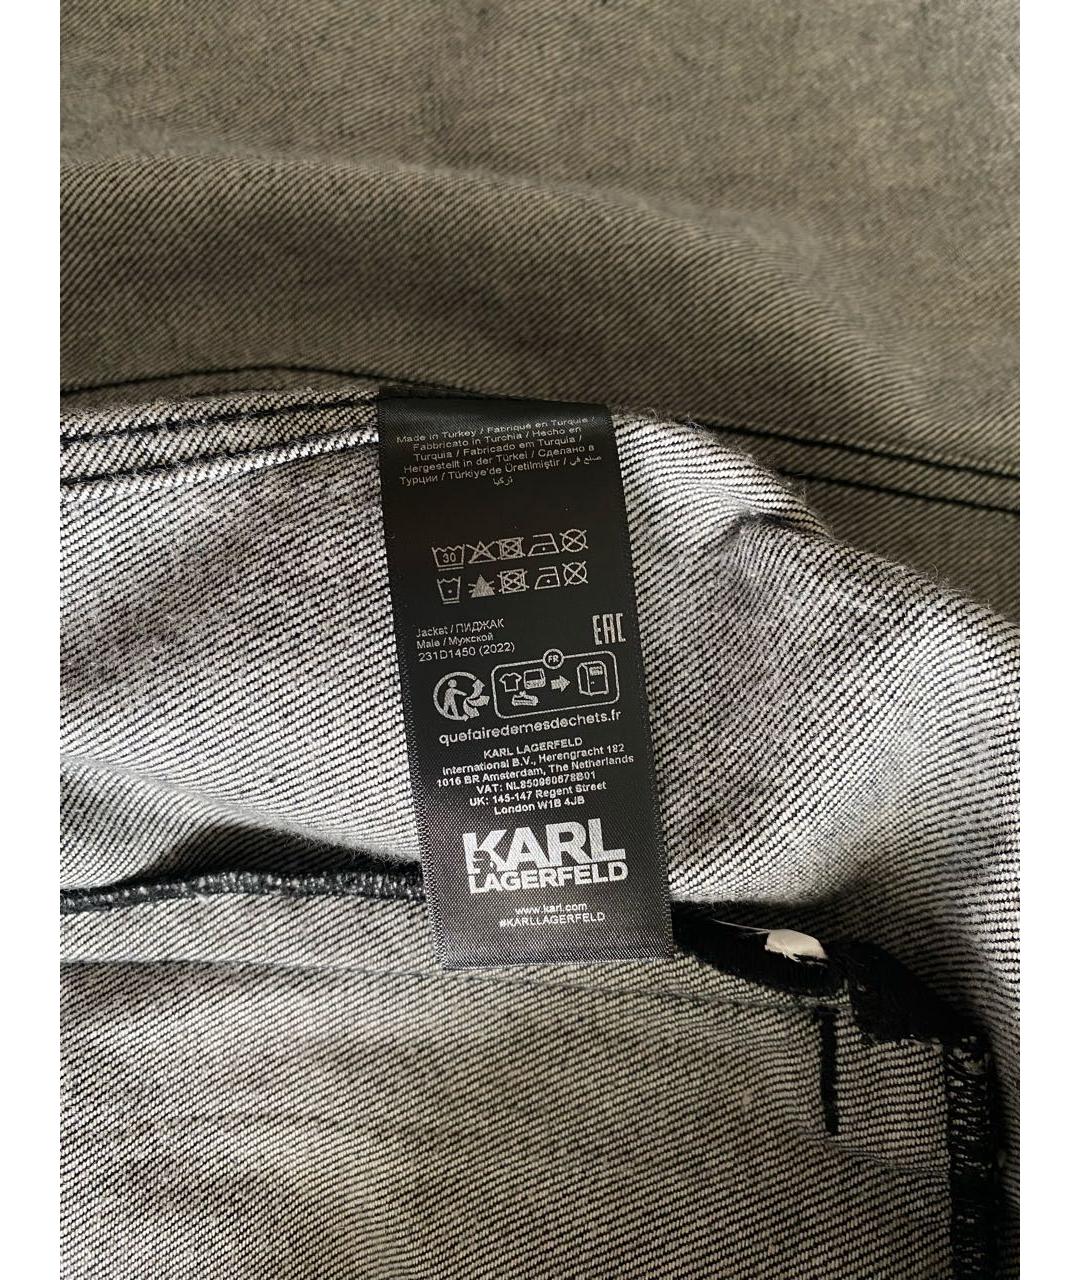 Made in Turkey / Fabriqué en Turquie /
Fabbricato in Turchia / Hecho en
Turquia / Fabricado em Turquia /
Hergestellt in der Türkei / Сделано в
Турции / Türkiye'de Üretilmiştir / صنع في
تركيا
30
Jacket / ПИДЖАК
Male / Мужской
231D1450 (2022)
EAC
FR
quefairedemesdechets.fr
KARL LAGERFELD
International B.V., Herengracht 182
1016 BR Amsterdam, The Netherlands
VAT: NL850960678B01
UK: 145-147 Regent Street
London W1B 4JB
KARL
LAGERFELD
www.karl.com
#KARLLAGERFELD